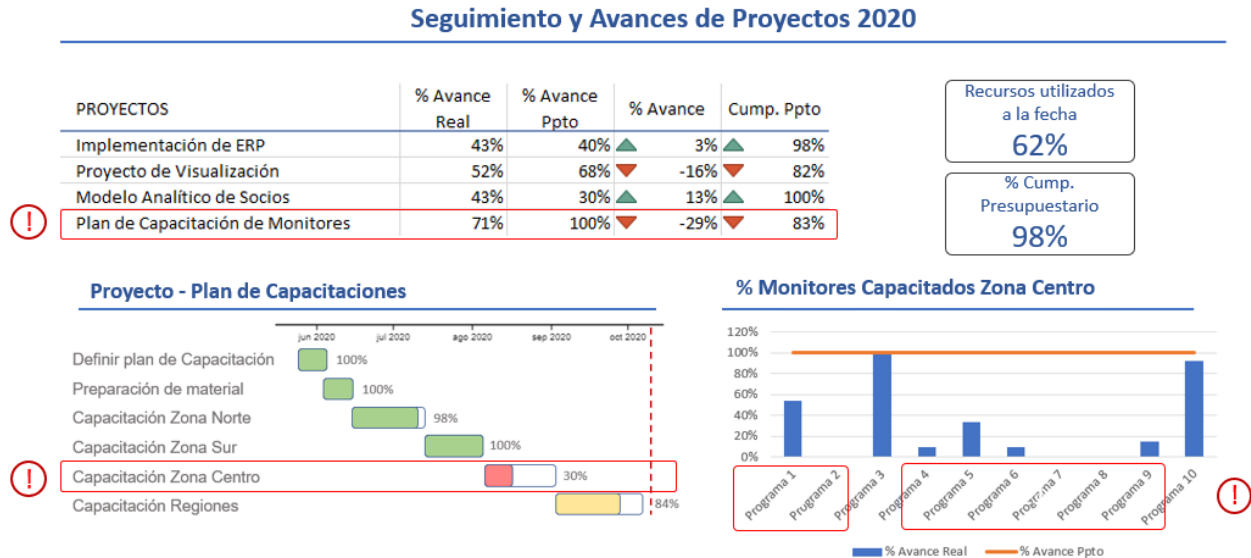 Seguimiento y Avances de Proyectos 2020
PROYECTOS % Avance Real % Avance Ppto % Avance Cump. Ppto
Implementación de ERP 43% 40% 3% 98%
Proyecto de Visualización 52% 68% -16% 82%
Modelo Analítico de Socios 43% 30% 13% 100%
! Plan de Capacitación de Monitores 71% 100% -29% 83%
Recursos utilizados
a la fecha
62%
% Cump.
Presupuestario
98%
Proyecto - Plan de Capacitaciones
jun 2020 jul 2020 ago 2020 sep 2020 oct 2020
Definir plan de Capacitación 100%
Preparación de material 100%
Capacitación Zona Norte 98%
Capacitación Zona Sur 100%
! Capacitación Zona Centro 30%
Capacitación Regiones 84%
% Monitores Capacitados Zona Centro
120%
100%
80%
60%
40%
20%
0%
Programa 1
Prugrama 2
Programa 3
Programa 4
Programa 5
Programa 6
Programa 7
Programa 8
Programa 9
Programa 10
!
% Avance Real % Avance Ppto